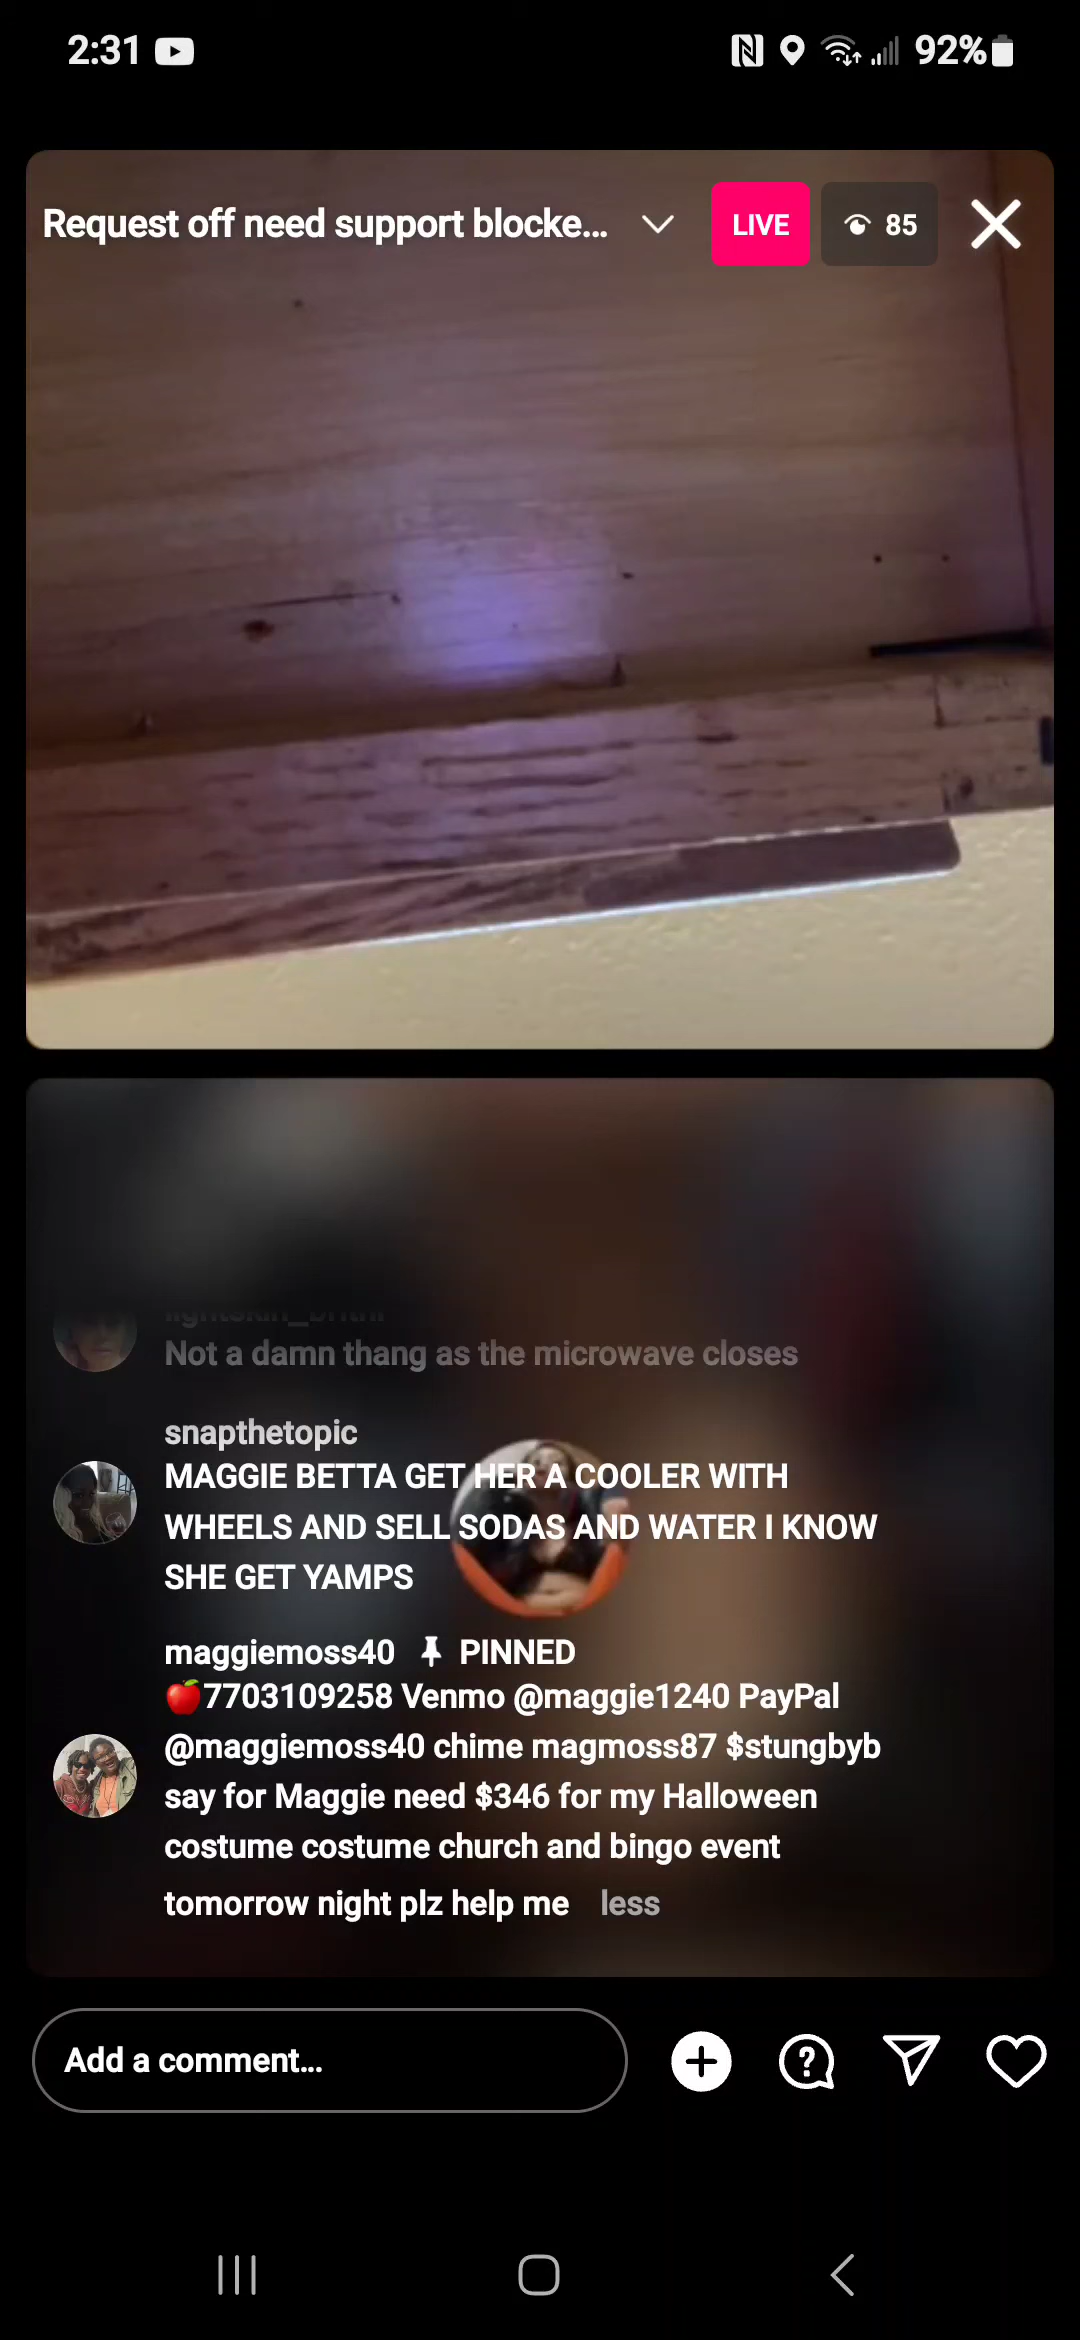 2:31
92%
Request off need support blocke...
LIVE
85
Not a damn thang as the microwave closes
snapthetopic
MAGGIE BETTA GET HER A COOLER WITH
WHEELS AND SELL SODAS AND WATER I KNOW
SHE GET YAMPS
maggiemoss40 PINNED
🍎7703109258 Venmo @maggie1240 PayPal
@maggiemoss40 chime magmoss87 $stungbyb
say for Maggie need $346 for my Halloween
costume costume church and bingo event
tomorrow night plz help me less
Add a comment...